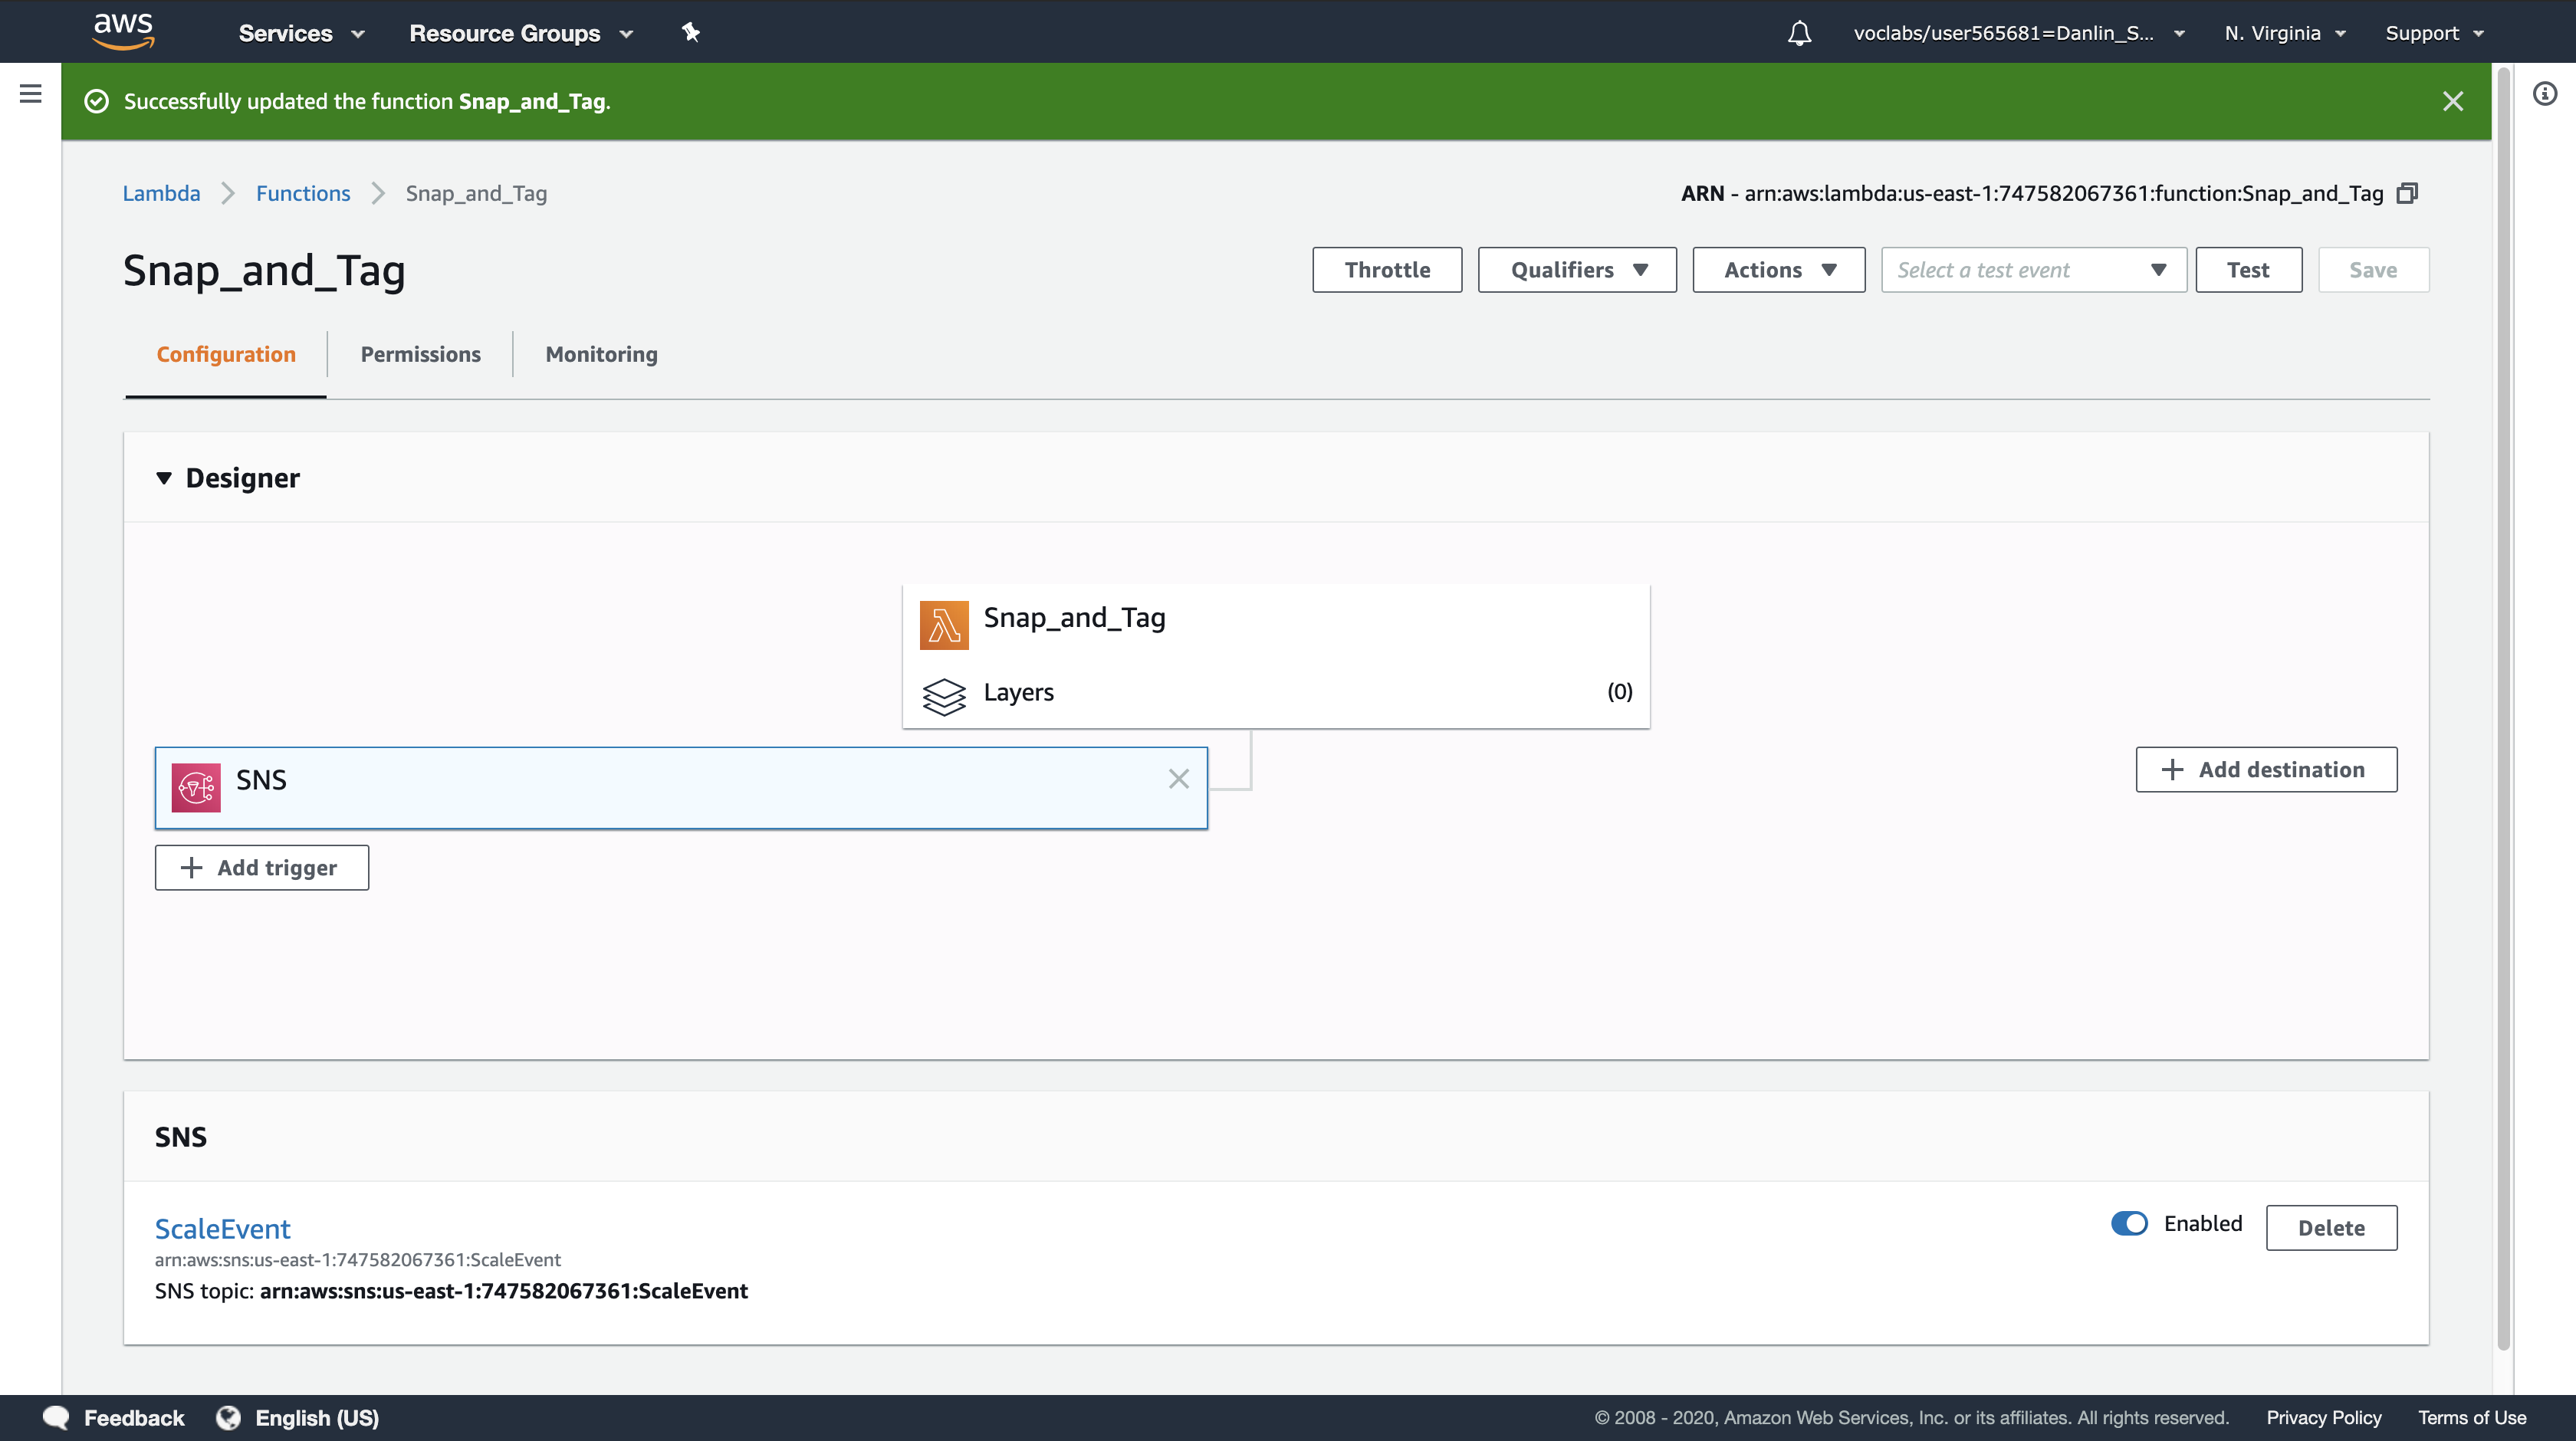 aws Services Resource Groups voclabs/user565681=Danlin_S... N. Virginia Support
Successfully updated the function Snap_and_Tag.
Lambda Functions Snap_and_Tag ARN - arn:aws:lambda:us-east-1:747582067361:function:Snap_and_Tag
Snap_and_Tag Throttle Qualifiers Actions Select a test event Test Save
Configuration Permissions Monitoring
Designer
Snap_and_Tag
Layers (0)
SNS Add destination
Add trigger
SNS
ScaleEvent Enabled Delete
arn:aws:sns:us-east-1:747582067361:ScaleEvent
SNS topic: arn:aws:sns:us-east-1:747582067361:ScaleEvent
Feedback English (US) © 2008 - 2020, Amazon Web Services, Inc. or its affiliates. All rights reserved. Privacy Policy Terms of Use